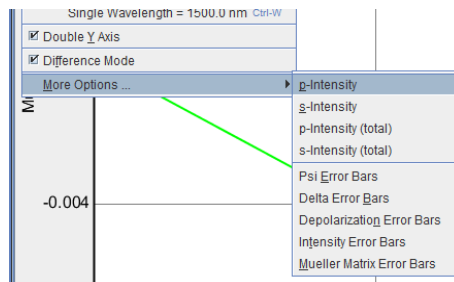 Single Wavelength = 1500.0 nm Ctrl-W
Double Y Axis
Difference Mode
More Options ...
p-Intensity
s-Intensity
p-Intensity (total)
s-Intensity (total)
Psi Error Bars
Delta Error Bars
Depolarization Error Bars
Intensity Error Bars
Mueller Matrix Error Bars
-0.004